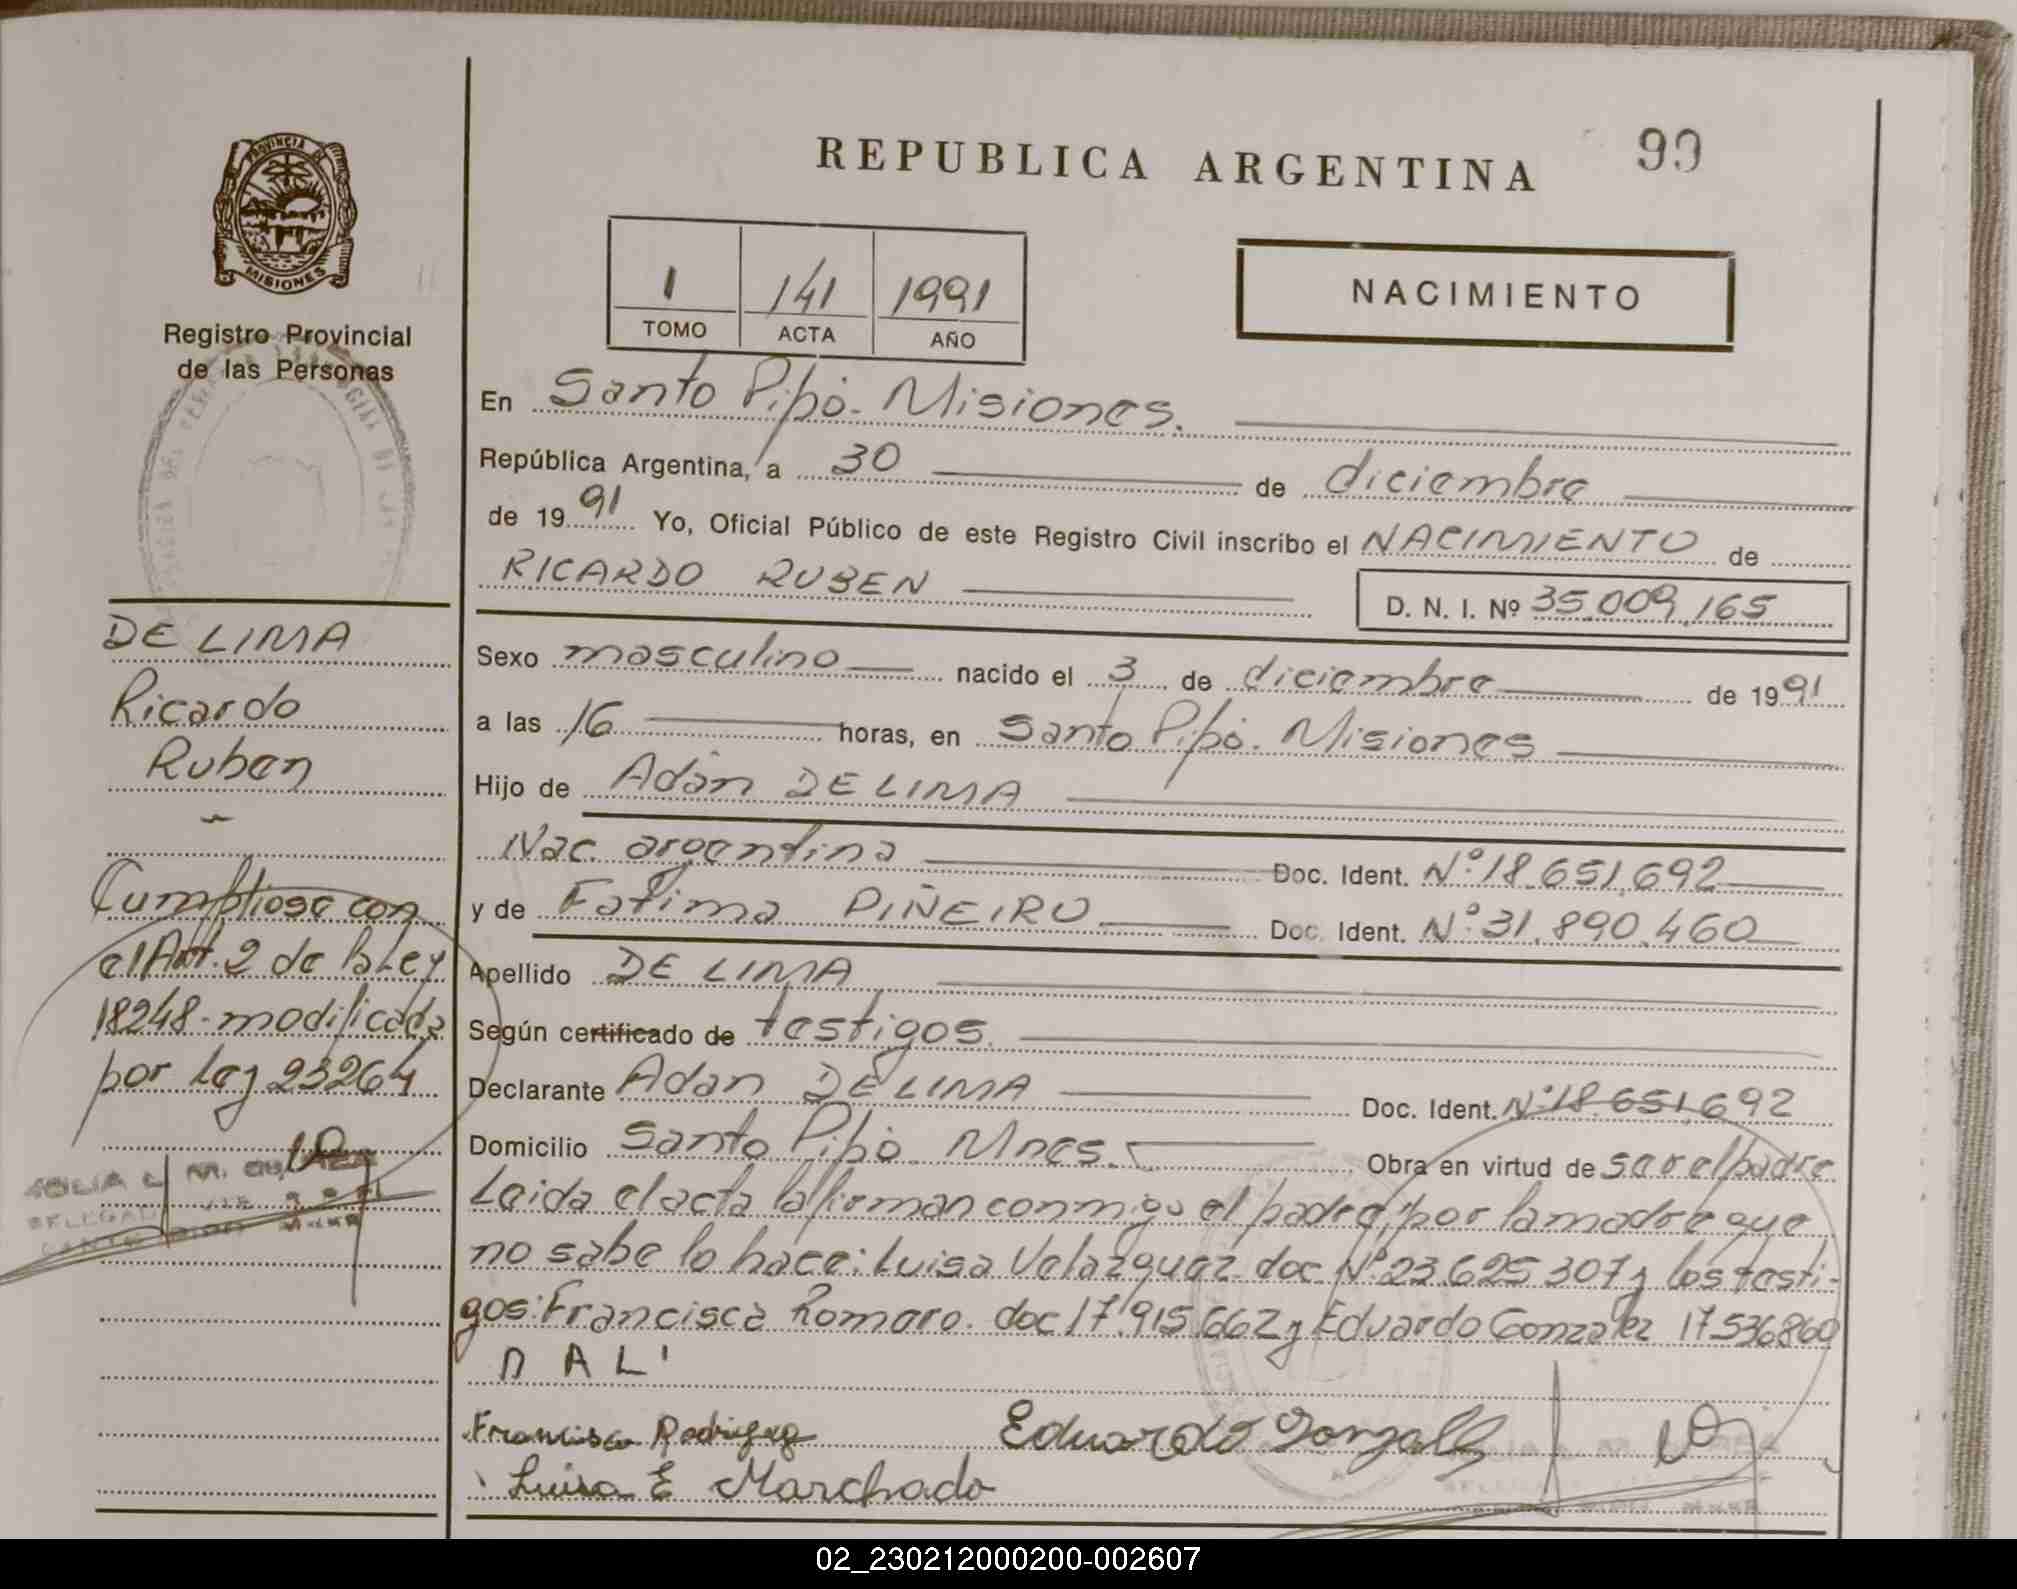 REPUBLICA ARGENTINA
99
PROVINCIA DE
MISIONES
Registro Provincial
de las Personas
1 141 1991
TOMO ACTA AÑO
NACIMIENTO
En Santo Pipó - Misiones.
República Argentina, a 30 de diciembre
de 1991 Yo, Oficial Público de este Registro Civil inscribo el NACIMIENTO de
RICARDO RUBEN
D. N. I. Nº 35.009.165
DE LIMA
Ricardo
Ruben
Cumpliose con
el Art. 2 de la Ley
18248 - modificada
por Ley 23264
Sexo masculino nacido el 3 de diciembre de 1991
a las 16 horas, en Santo Pipó. Misiones
Hijo de Adán DE LIMA
Nac. argentina Doc. Ident. Nº 18.651.692
y de Fatima PIÑEIRO Doc. Ident. Nº 31.890.460
Apellido DE LIMA
Según certificado de testigos.
Declarante Adan DE LIMA Doc. Ident. Nº 18.651.692
Domicilio Santo Pipó Mnes. Obra en virtud de ser el padre
Leida el acta la firman conmigo el padre, por la madre que
no sabe lo hace: Luisa Velazquez doc Nº 23.625307 y los testi-
gos: Francisca Romero. doc 17.915.662 y Eduardo Gonzalez 17536860
D A L
Francisca Rodriguez
Eduardo Gonzalez
Luisa E Marchado
02_230212000200-002607